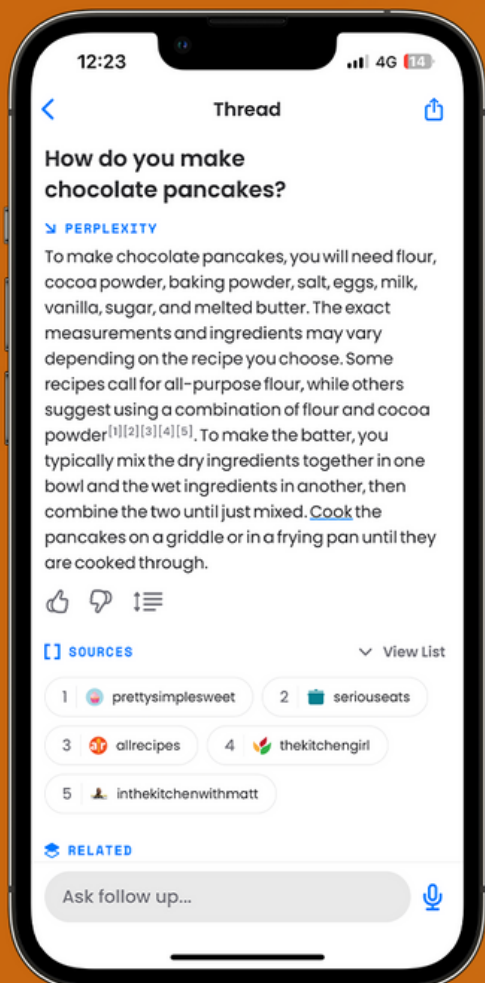 12:23 4G 14
Thread
How do you make
chocolate pancakes?
PERPLEXITY
To make chocolate pancakes, you will need flour,
cocoa powder, baking powder, salt, eggs, milk,
vanilla, sugar, and melted butter. The exact
measurements and ingredients may vary
depending on the recipe you choose. Some
recipes call for all-purpose flour, while others
suggest using a combination of flour and cocoa
powder[1][2][3][4][5]. To make the batter, you
typically mix the dry ingredients together in one
bowl and the wet ingredients in another, then
combine the two until just mixed. Cook the
pancakes on a griddle or in a frying pan until they
are cooked through.
SOURCES View List
1 prettysimplesweet 2 seriouseats
3 allrecipes 4 thekitchengirl
5 inthekitchenwithmatt
RELATED
Ask follow up...